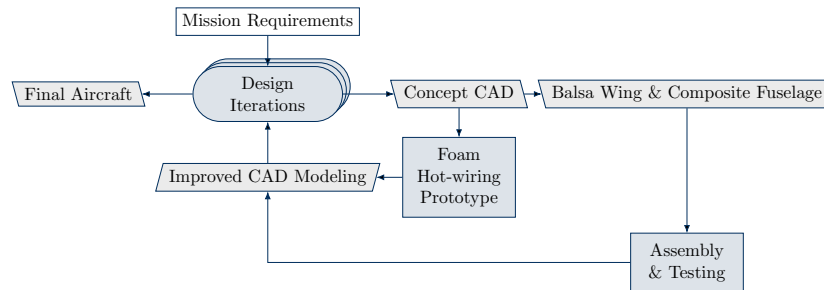 Mission Requirements
Final Aircraft
Design
Iterations
Concept CAD
Balsa Wing & Composite Fuselage
Improved CAD Modeling
Foam
Hot-wiring
Prototype
Assembly
& Testing